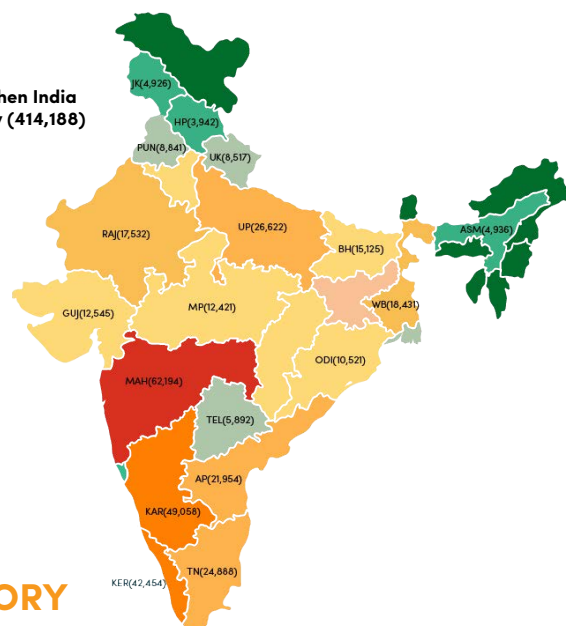 hen India
(414,188)
JK(4,926)
HP(3,942)
PUN(8,841)
UK(8,517)
RAJ(17,532)
UP(26,622)
BH(15,125)
ASM(4,936)
GUJ(12,545)
MP(12,421)
WB(18,431)
ODI(10,521)
MAH(62,194)
TEL(5,892)
AP(21,954)
KAR(49,058)
KER(42,454)
TN(24,888)
ORY